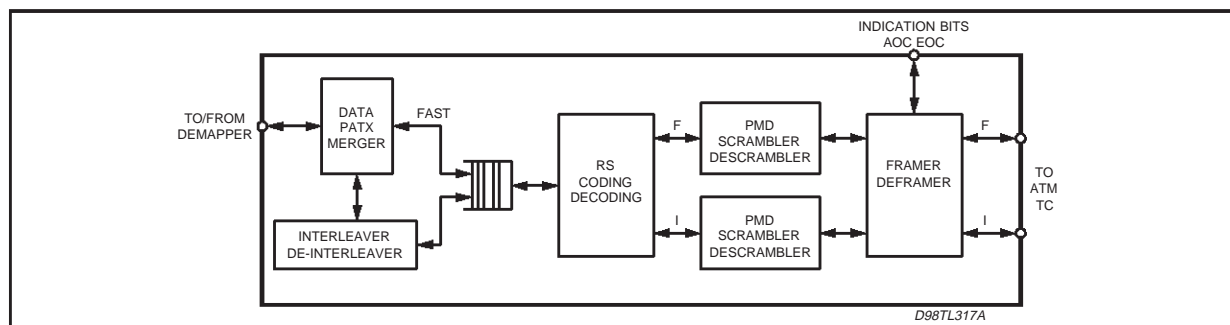 INDICATION BITS
AOC EOC
TO/FROM
DEMAPPER
DATA
PATX
MERGER
FAST
INTERLEAVER
DE-INTERLEAVER
RS
CODING
DECODING
F
I
PMD
SCRAMBLER
DESCRAMBLER
PMD
SCRAMBLER
DESCRAMBLER
FRAMER
DEFRAMER
F
I
TO
ATM
TC
D98TL317A